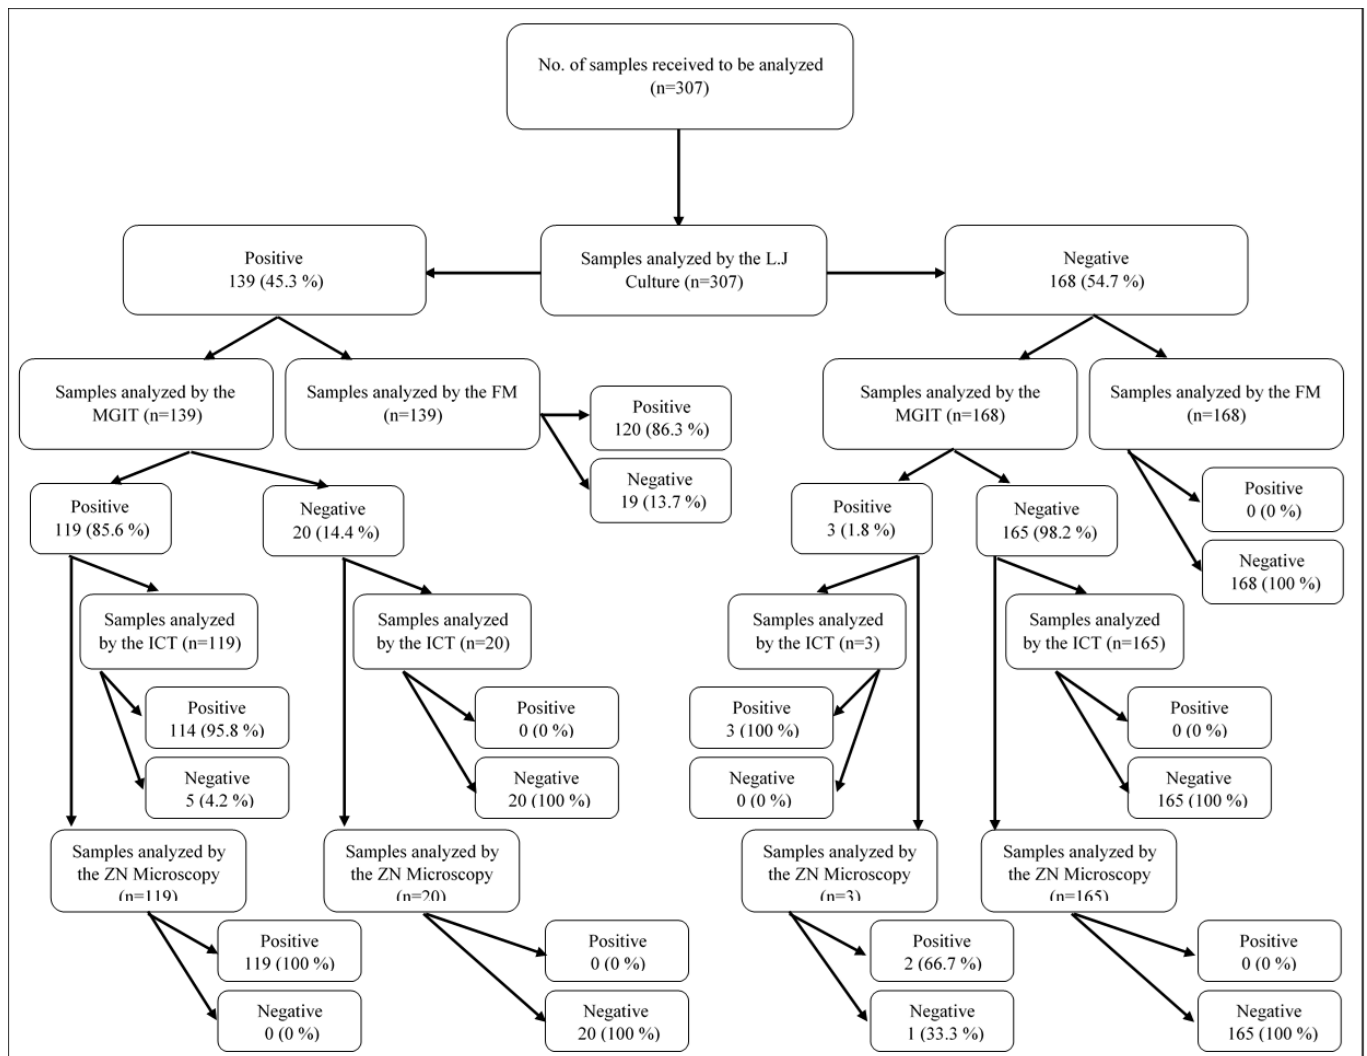 No. of samples received to be analyzed
(n=307)
Positive
139 (45.3 %)
Samples analyzed by the L.J
Culture (n=307)
Negative
168 (54.7 %)
Samples analyzed by the
MGIT (n=139)
Samples analyzed by the FM
(n=139)
Positive
120 (86.3 %)
Negative
19 (13.7 %)
Samples analyzed by the
MGIT (n=168)
Samples analyzed by the FM
(n=168)
Positive
0 (0 %)
Negative
168 (100 %)
Positive
119 (85.6 %)
Negative
20 (14.4 %)
Positive
3 (1.8 %)
Negative
165 (98.2 %)
Samples analyzed
by the ICT (n=119)
Samples analyzed
by the ICT (n=20)
Samples analyzed
by the ICT (n=3)
Samples analyzed
by the ICT (n=165)
Positive
114 (95.8 %)
Negative
5 (4.2 %)
Positive
0 (0 %)
Negative
20 (100 %)
Positive
3 (100 %)
Negative
0 (0 %)
Positive
0 (0 %)
Negative
165 (100 %)
Samples analyzed by
the ZN Microscopy
(n=119)
Samples analyzed by
the ZN Microscopy
(n=20)
Samples analyzed by
the ZN Microscopy
(n=3)
Samples analyzed by
the ZN Microscopy
(n=165)
Positive
119 (100 %)
Negative
0 (0 %)
Positive
0 (0 %)
Negative
20 (100 %)
Positive
2 (66.7 %)
Negative
1 (33.3 %)
Positive
0 (0 %)
Negative
165 (100 %)